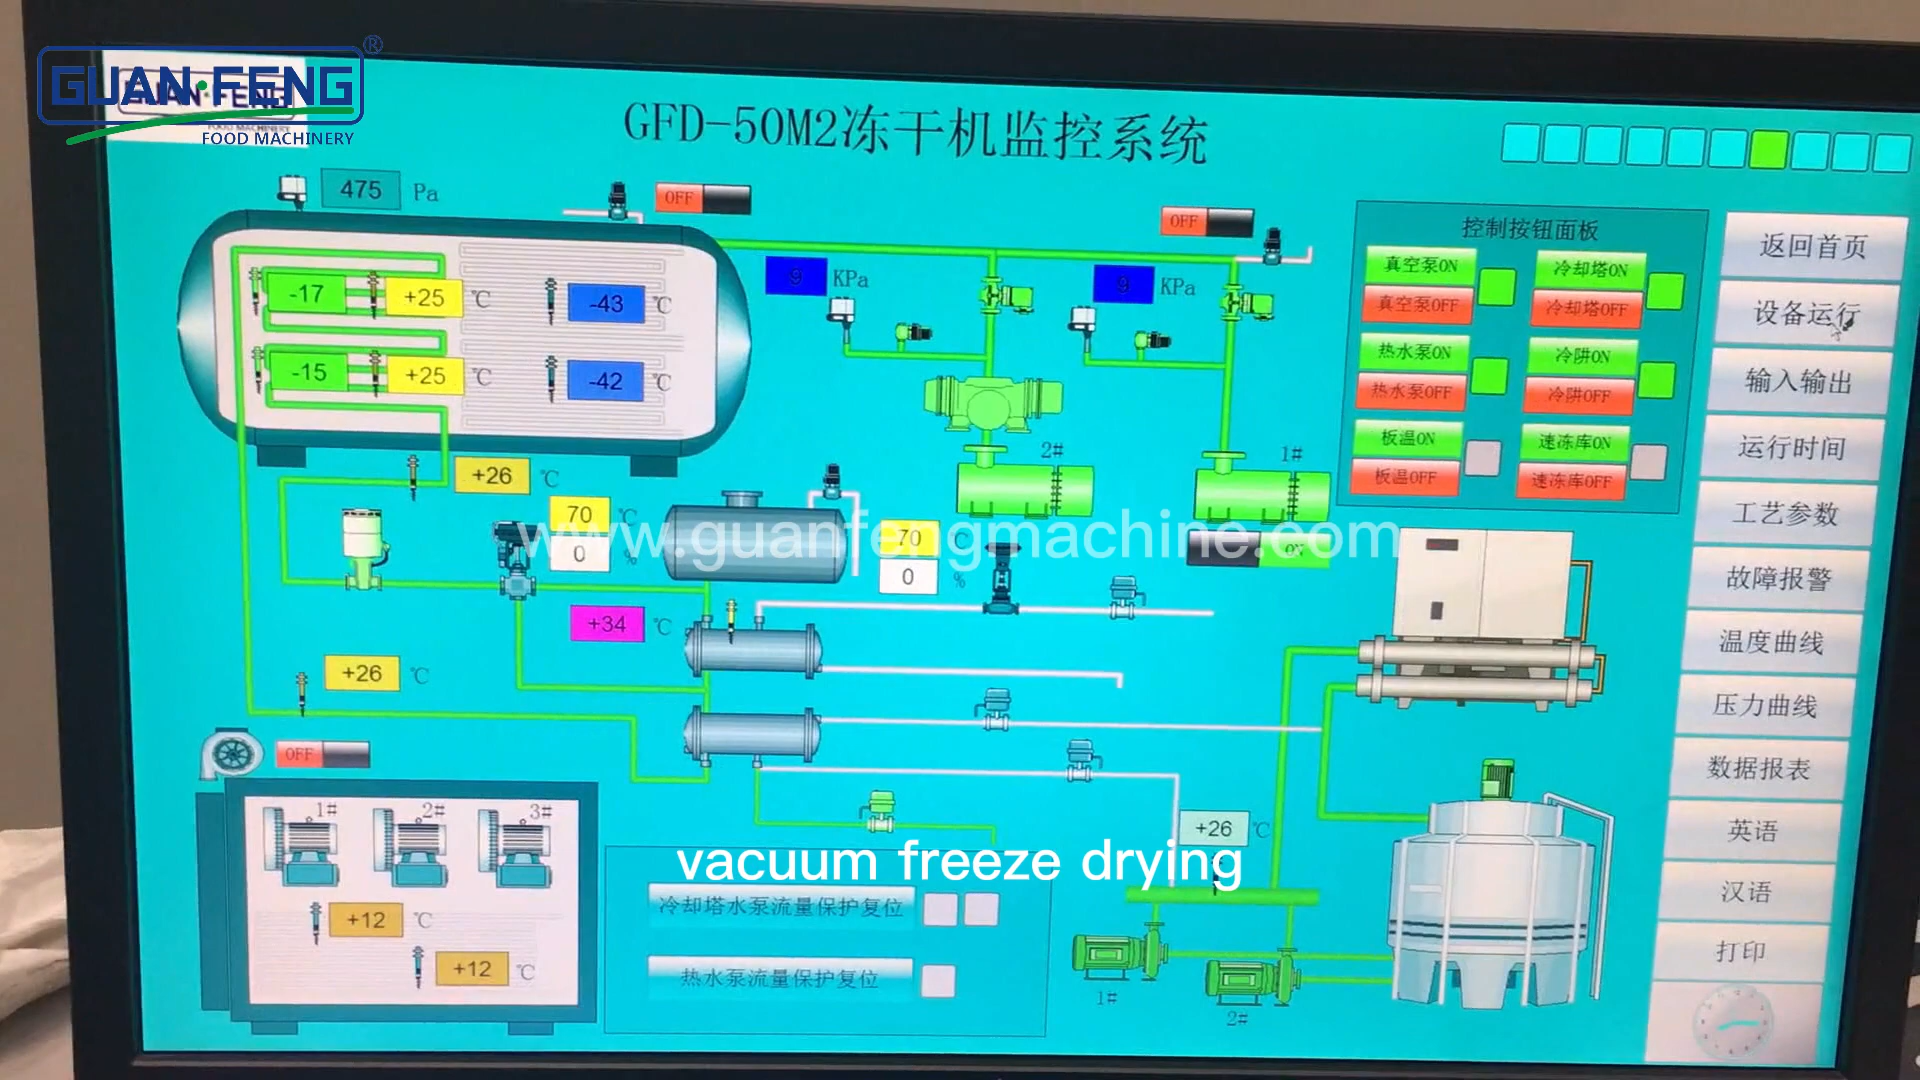 GUAN·FENG®
FOOD MACHINERY
GFD-50M2冻干机监控系统
475 Pa
OFF
OFF
9 KPa
9 KPa
-17 +25 ℃
-43 ℃
-15 +25 ℃
-42 ℃
+26 ℃
70 ℃
0 %
70 ℃
0 %
+34 ℃
+26 ℃
2#
1#
ON
控制按钮面板
真空泵ON
冷却塔ON
真空泵OFF
冷却塔OFF
热水泵ON
冷阱ON
热水泵OFF
冷阱OFF
板温ON
速冻库ON
板温OFF
速冻库OFF
返回首页
设备运行
输入输出
运行时间
工艺参数
故障报警
温度曲线
压力曲线
数据报表
英语
汉语
打印
www.guanfengmachine.com
OFF
1# 2# 3#
+12 ℃
+12 ℃
vacuum freeze drying
冷却塔水泵流量保护复位
热水泵流量保护复位
+26 ℃
1#
2#